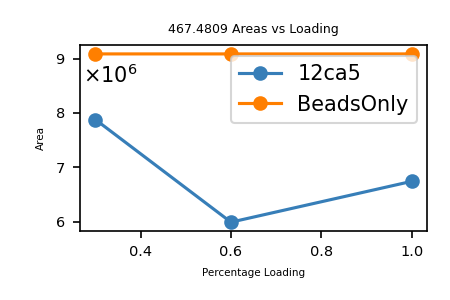 467.4809 Areas vs Loading
9
×10⁶
8
7
6
Area
12ca5
BeadsOnly
0.4 0.6 0.8 1.0
Percentage Loading